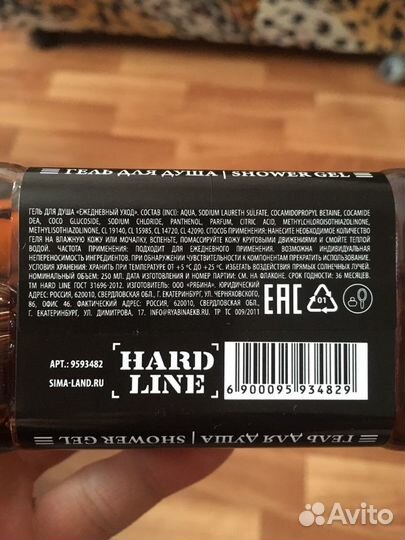 ГЕЛЬ ДЛЯ ДУША | SHOWER GEL
ГЕЛЬ ДЛЯ ДУША «ЕЖЕДНЕВНЫЙ УХОД». СОСТАВ (INCI): AQUA, SODIUM LAURETH SULFATE, COCAMIDOPROPYL BETAINE, COCAMIDE
DEA, COCO GLUCOSIDE, SODIUM CHLORIDE, PANTHENOL, PARFUM, CITRIC ACID, METHYLCHLOROISOTHIAZOLINONE,
METHYLISOTHIAZOLINONE, CL 19140, CL 15985, CL 14720, CL 42090. СПОСОБ ПРИМЕНЕНИЯ: НАНЕСИТЕ НЕОБХОДИМОЕ КОЛИЧЕСТВО
ГЕЛЯ НА ВЛАЖНУЮ КОЖУ ИЛИ МОЧАЛКУ, ВСПЕНЬТЕ, ПОМАССИРУЙТЕ КОЖУ КРУГОВЫМИ ДВИЖЕНИЯМИ И СМОЙТЕ ТЕПЛОЙ
ВОДОЙ. ЧАСТОТА ПРИМЕНЕНИЯ: ПОДХОДИТ ДЛЯ ЕЖЕДНЕВНОГО ПРИМЕНЕНИЯ. ВОЗМОЖНА ИНДИВИДУАЛЬНАЯ
НЕПЕРЕНОСИМОСТЬ ИНГРЕДИЕНТОВ. ПРИ ОБНАРУЖЕНИИ ЧУВСТВИТЕЛЬНОСТИ К КОМПОНЕНТАМ ПРЕКРАТИТЕ ИСПОЛЬЗОВАНИЕ.
УСЛОВИЯ ХРАНЕНИЯ: ХРАНИТЬ ПРИ ТЕМПЕРАТУРЕ ОТ +5 °С ДО +25 °С. ИЗБЕГАТЬ ВОЗДЕЙСТВИЯ ПРЯМЫХ СОЛНЕЧНЫХ ЛУЧЕЙ.
НОМИНАЛЬНЫЙ ОБЪЕМ: 250 МЛ. ДАТА ИЗГОТОВЛЕНИЯ И НОМЕР ПАРТИИ: СМ. НА ФЛАКОНЕ. СРОК ГОДНОСТИ: 36 МЕСЯЦЕВ.
ТМ HARD LINE ГОСТ 31696-2012. ИЗГОТОВИТЕЛЬ: ООО «РЯБИНА». ЮРИДИЧЕСКИЙ
АДРЕС: РОССИЯ, 620010, СВЕРДЛОВСКАЯ ОБЛ., Г. ЕКАТЕРИНБУРГ, УЛ. ЧЕРНЯХОВСКОГО,
86, ОФИС 46. ФАКТИЧЕСКИЙ АДРЕС: РОССИЯ, 620010, СВЕРДЛОВСКАЯ ОБЛ.,
Г. ЕКАТЕРИНБУРГ, УЛ. ДИМИТРОВА, 17. INFO@RYABINAEKB.RU ТР ТС 009/2011
EAC
01
АРТ.: 9593482
SIMA-LAND.RU
HARD
LINE
6 900095 934829
ГЕЛЬ ДЛЯ ДУША | SHOWER GEL
Avito